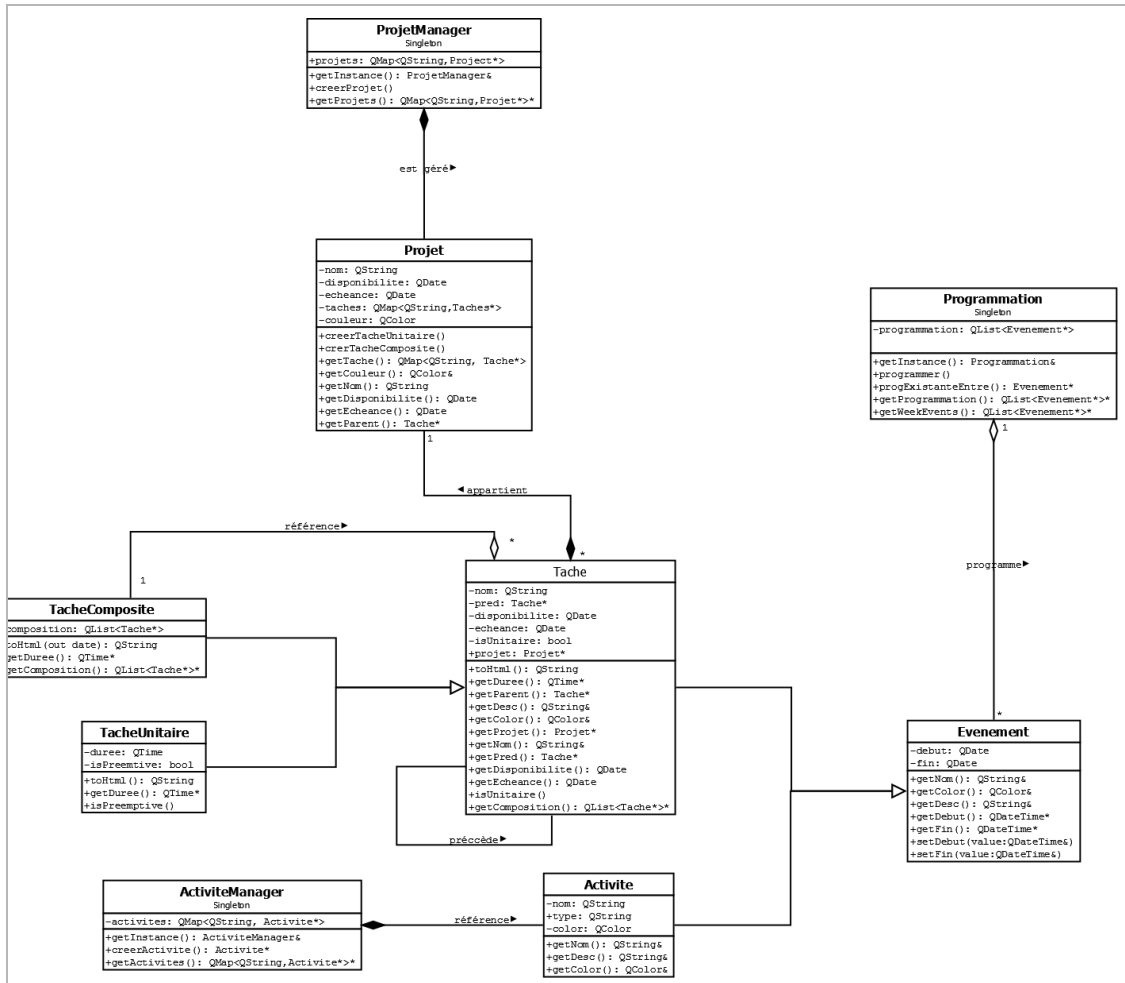 ProjetManager
Singleton
+projets: QMap<QString,Project*>
+getInstance(): ProjetManager&
+creerProjet()
+getProjets(): QMap<QString,Projet*>*
est géré►
Projet
-nom: QString
-disponibilite: QDate
-echeance: QDate
-taches: QMap<QString,Taches*>
-couleur: QColor
+creerTacheUnitaire()
+crerTacheComposite()
+getTache(): QMap<QString, Tache*>
+getCouleur(): QColor&
+getNom(): QString
+getDisponibilite(): QDate
+getEcheance(): QDate
+getParent(): Tache*
1
◄appartient
*
Programmation
Singleton
-programmation: QList<Evenement*>
+getInstance(): Programmation&
+programmer()
+progExistanteEntre(): Evenement*
+getProgrammation(): QList<Evenement*>*
+getWeekEvents(): QList<Evenement*>*
1
programme►
*
référence►
*
1
TacheComposite
composition: QList<Tache*>
toHtml(out date): QString
getDuree(): QTime*
getComposition(): QList<Tache*>*
TacheUnitaire
-duree: QTime
-isPreemtive: bool
+toHtml(): QString
+getDuree(): QTime*
+isPreemptive()
Tache
-nom: QString
-pred: Tache*
-disponibilite: QDate
-echeance: QDate
-isUnitaire: bool
+projet: Projet*
+toHtml(): QString
+getDuree(): QTime*
+getParent(): Tache*
+getDesc(): QString&
+getColor(): QColor&
+getProjet(): Projet*
+getNom(): QString&
+getPred(): Tache*
+getDisponibilite(): QDate
+getEcheance(): QDate
+isUnitaire()
+getComposition(): QList<Tache*>*
préccède►
Evenement
-debut: QDate
-fin: QDate
+getNom(): QString&
+getColor(): QColor&
+getDesc(): QString&
+getDebut(): QDateTime*
+getFin(): QDateTime*
+setDebut(value:QDateTime&)
+setFin(value:QDateTime&)
ActiviteManager
Singleton
-activites: QMap<QString, Activite*>
+getInstance(): ActiviteManager&
+creerActivite(): Activite*
+getActivites(): QMap<QString,Activite*>*
référence►
Activite
-nom: QString
+type: QString
-color: QColor
+getNom(): QString&
+getDesc(): QString&
+getColor(): QColor&